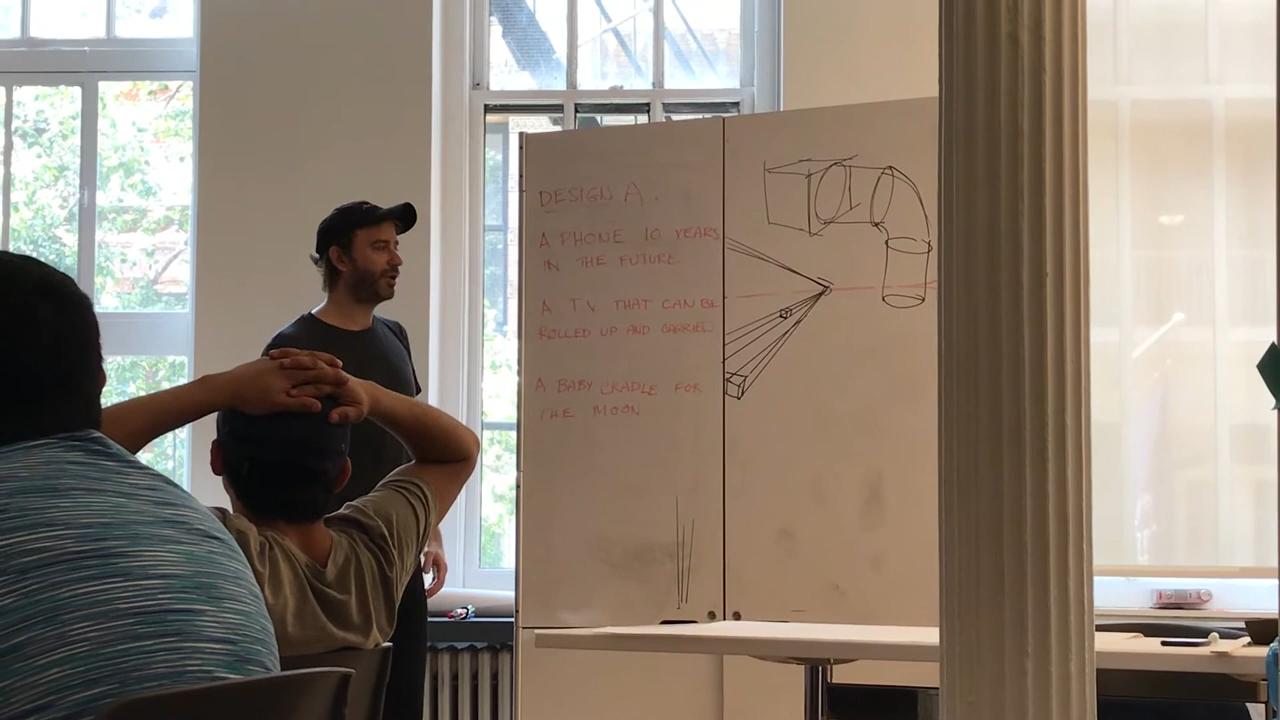 DESIGN A.
A PHONE 10 YEARS
IN THE FUTURE
A TV THAT CAN BE
ROLLED UP AND CARRIED
A BABY CRADLE FOR
THE MOON